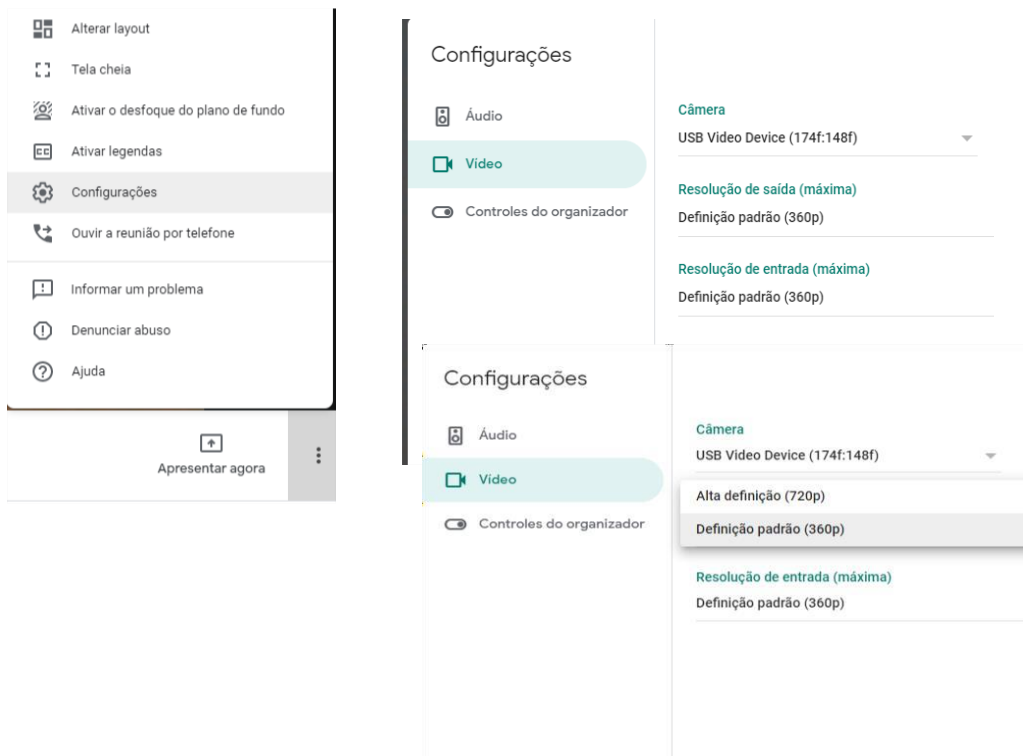 Alterar layout
Tela cheia
Ativar o desfoque do plano de fundo
Ativar legendas
Configurações
Ouvir a reunião por telefone
Informar um problema
Denunciar abuso
Ajuda
Apresentar agora
Configurações
Áudio
Vídeo
Controles do organizador
Câmera
USB Video Device (174f:148f)
Resolução de saída (máxima)
Definição padrão (360p)
Resolução de entrada (máxima)
Definição padrão (360p)
Configurações
Áudio
Vídeo
Controles do organizador
Câmera
USB Video Device (174f:148f)
Alta definição (720p)
Definição padrão (360p)
Resolução de entrada (máxima)
Definição padrão (360p)